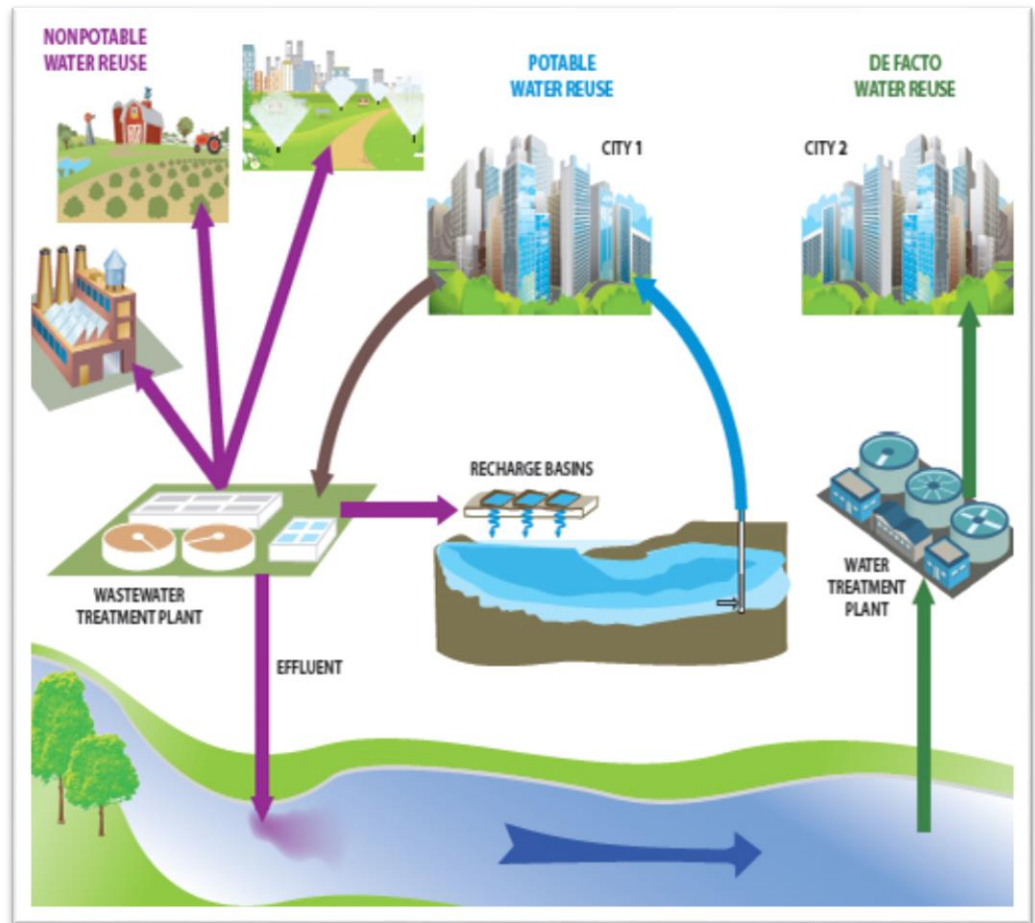 NONPOTABLE
WATER REUSE
POTABLE
WATER REUSE
DE FACTO
WATER REUSE
CITY 1
CITY 2
RECHARGE BASINS
WASTEWATER
TREATMENT PLANT
WATER
TREATMENT
PLANT
EFFLUENT